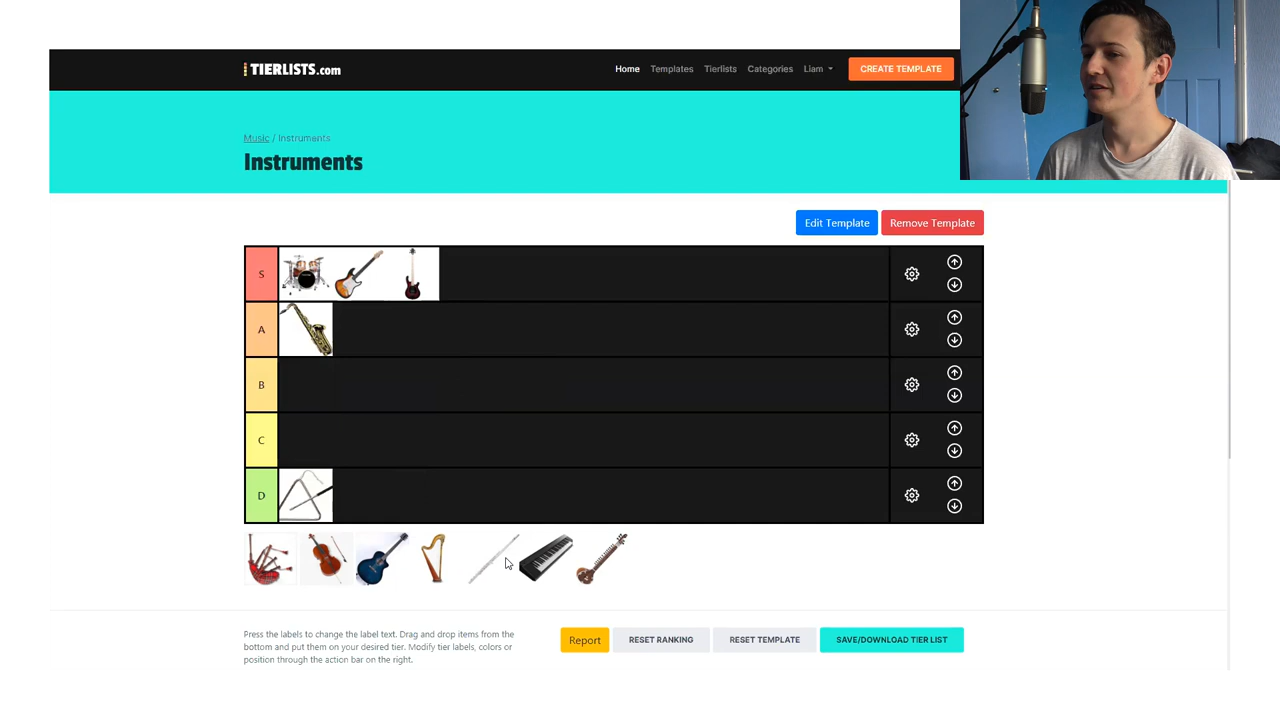 TIERLISTS.com
Home Templates Tierlists Categories Liam CREATE TEMPLATE
Music / Instruments
Instruments
Edit Template Remove Template
S
A
B
C
D
Press the labels to change the label text. Drag and drop items from the
bottom and put them on your desired tier. Modify tier labels, colors or
position through the action bar on the right.
Report RESET RANKING RESET TEMPLATE SAVE/DOWNLOAD TIER LIST